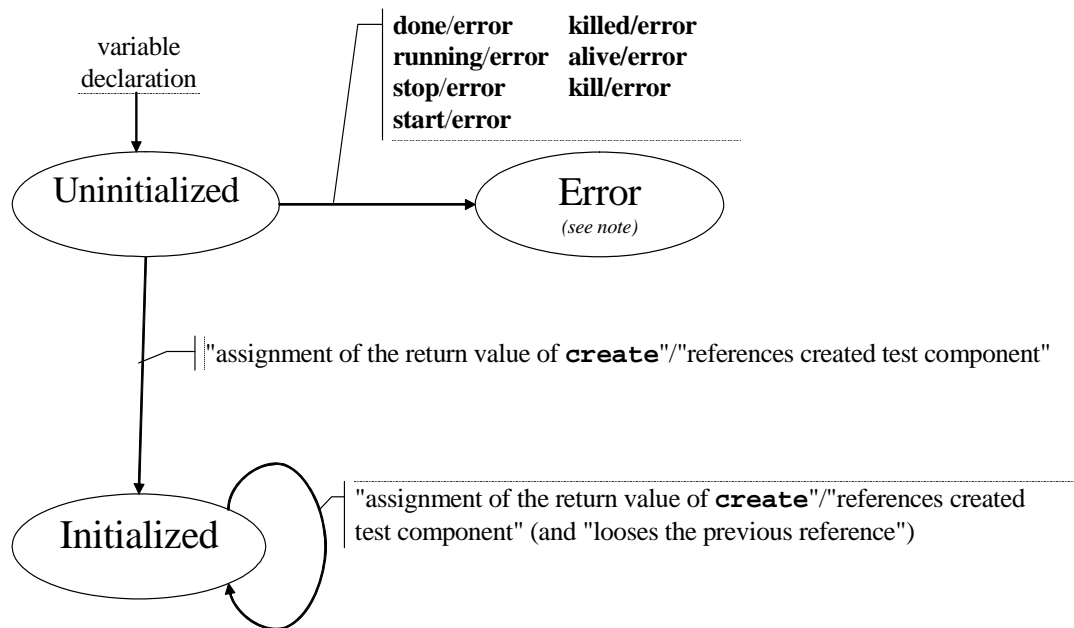 variable
declaration
done/error killed/error
running/error alive/error
stop/error kill/error
start/error
Uninitialized
Error
(see note)
"assignment of the return value of create"/"references created test component"
Initialized
"assignment of the return value of create"/"references created
test component" (and "looses the previous reference")